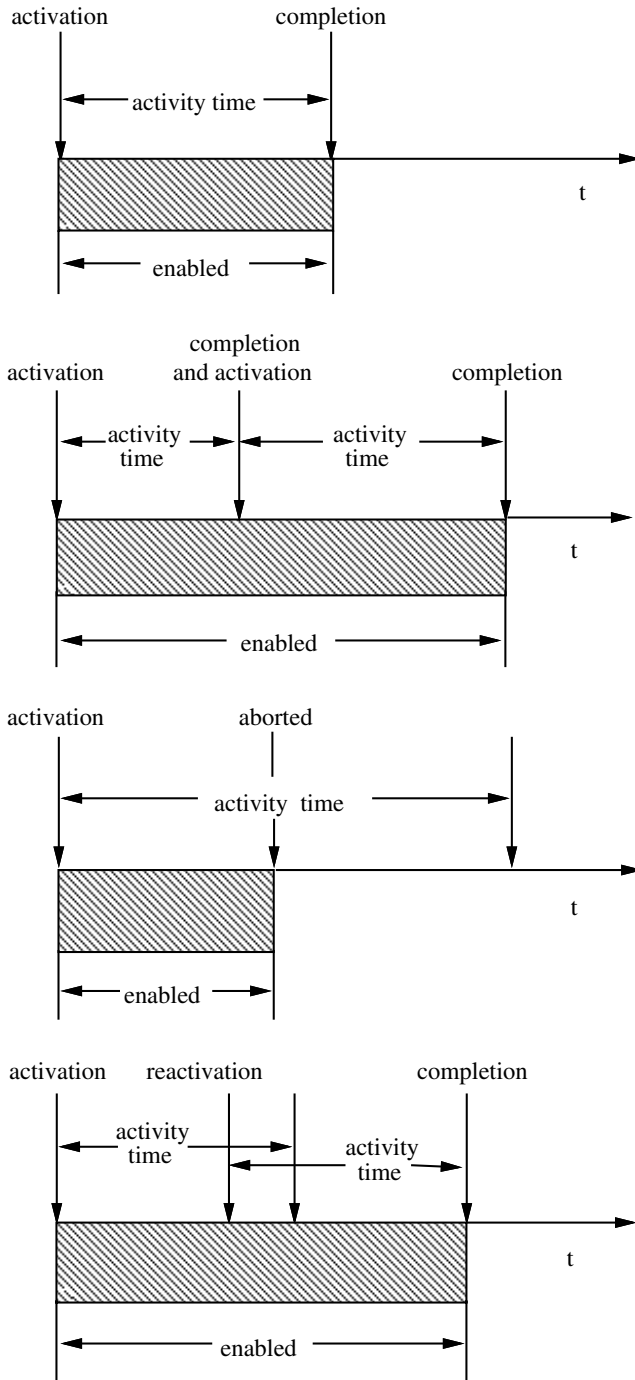 activation completion
activity time
t
enabled
completion
activation and activation completion
activity activity
time time
t
enabled
activation aborted
activity time
t
enabled
activation reactivation completion
activity activity
time time
t
enabled